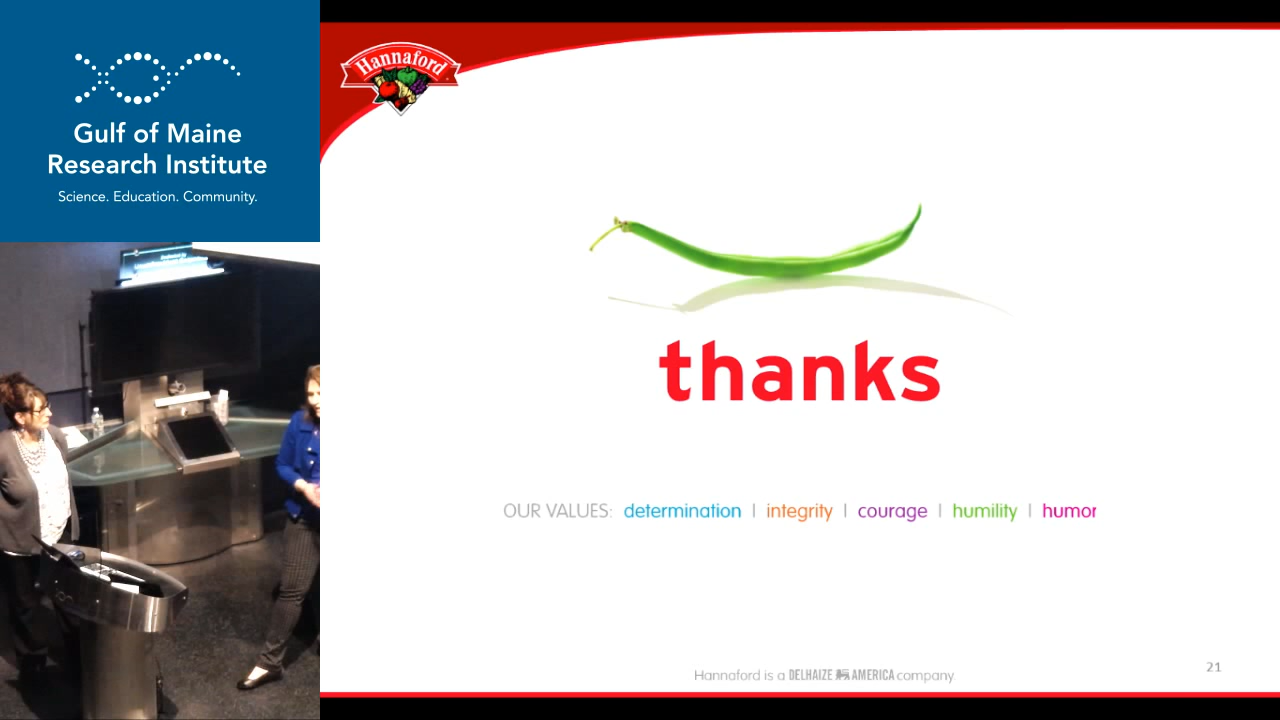 Gulf of Maine
Research Institute
Science. Education. Community.
Hannaford
thanks
OUR VALUES: determination | integrity | courage | humility | humor
Hannaford is a DELHAIZE AMERICA company.
21